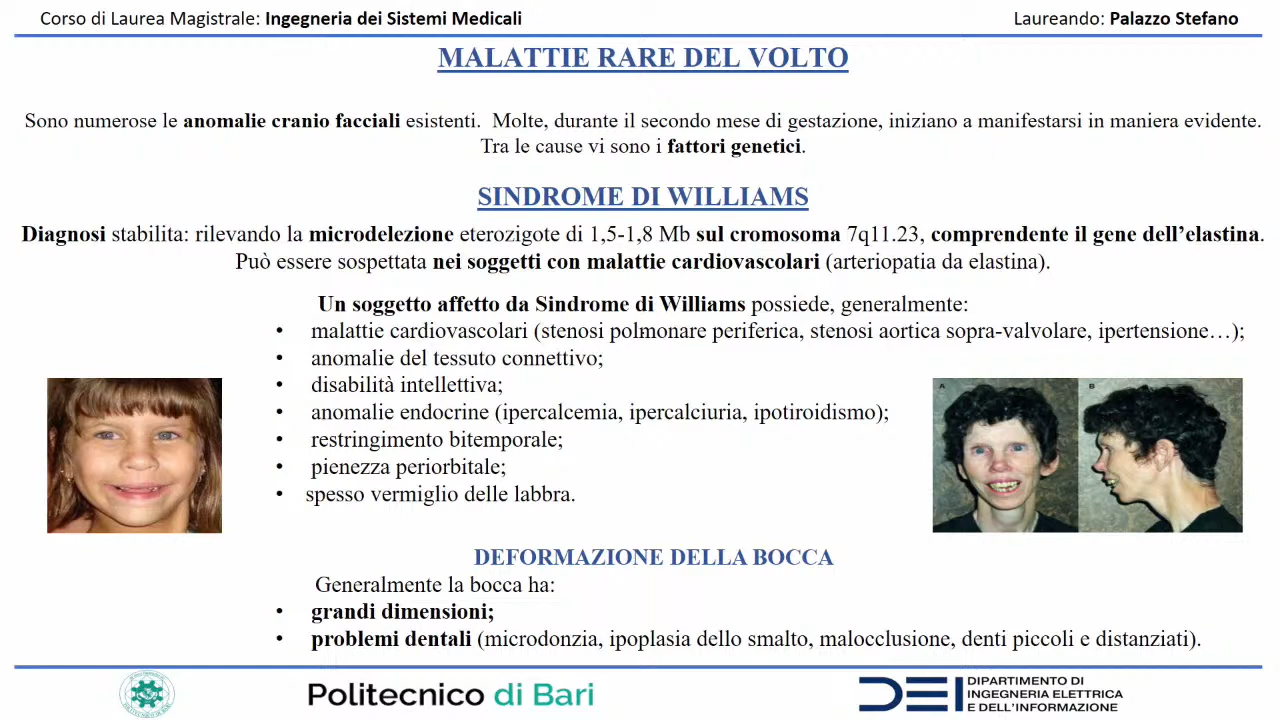 Corso di Laurea Magistrale: Ingegneria dei Sistemi Medicali
Laureando: Palazzo Stefano
MALATTIE RARE DEL VOLTO
Sono numerose le anomalie cranio facciali esistenti. Molte, durante il secondo mese di gestazione, iniziano a manifestarsi in maniera evidente.
Tra le cause vi sono i fattori genetici.
SINDROME DI WILLIAMS
Diagnosi stabilita: rilevando la microdelezione eterozigote di 1,5-1,8 Mb sul cromosoma 7q11.23, comprendente il gene dell’elastina.
Può essere sospettata nei soggetti con malattie cardiovascolari (arteriopatia da elastina).
Un soggetto affetto da Sindrome di Williams possiede, generalmente:
• malattie cardiovascolari (stenosi polmonare periferica, stenosi aortica sopra-valvolare, ipertensione…);
• anomalie del tessuto connettivo;
• disabilità intellettiva;
• anomalie endocrine (ipercalcemia, ipercalciuria, ipotiroidismo);
• restringimento bitemporale;
• pienezza periorbitale;
• spesso vermiglio delle labbra.
A
B
DEFORMAZIONE DELLA BOCCA
Generalmente la bocca ha:
• grandi dimensioni;
• problemi dentali (microdonzia, ipoplasia dello smalto, malocclusione, denti piccoli e distanziati).
Politecnico di Bari
DEI
DIPARTIMENTO DI
INGEGNERIA ELETTRICA
E DELL'INFORMAZIONE